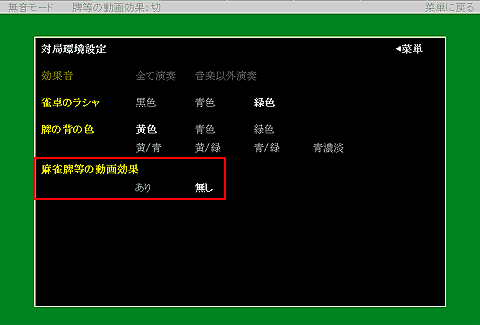 無音モード 牌等の動画効果:切 菜単に戻る
対局環境設定 ◀菜単
効果音 全て演奏 音楽以外演奏
雀卓のラシャ 黒色 青色 緑色
牌の背の色 黄色 青色 緑色
黄/青 黄/緑 青/緑 青濃淡
麻雀牌等の動画効果
あり 無し